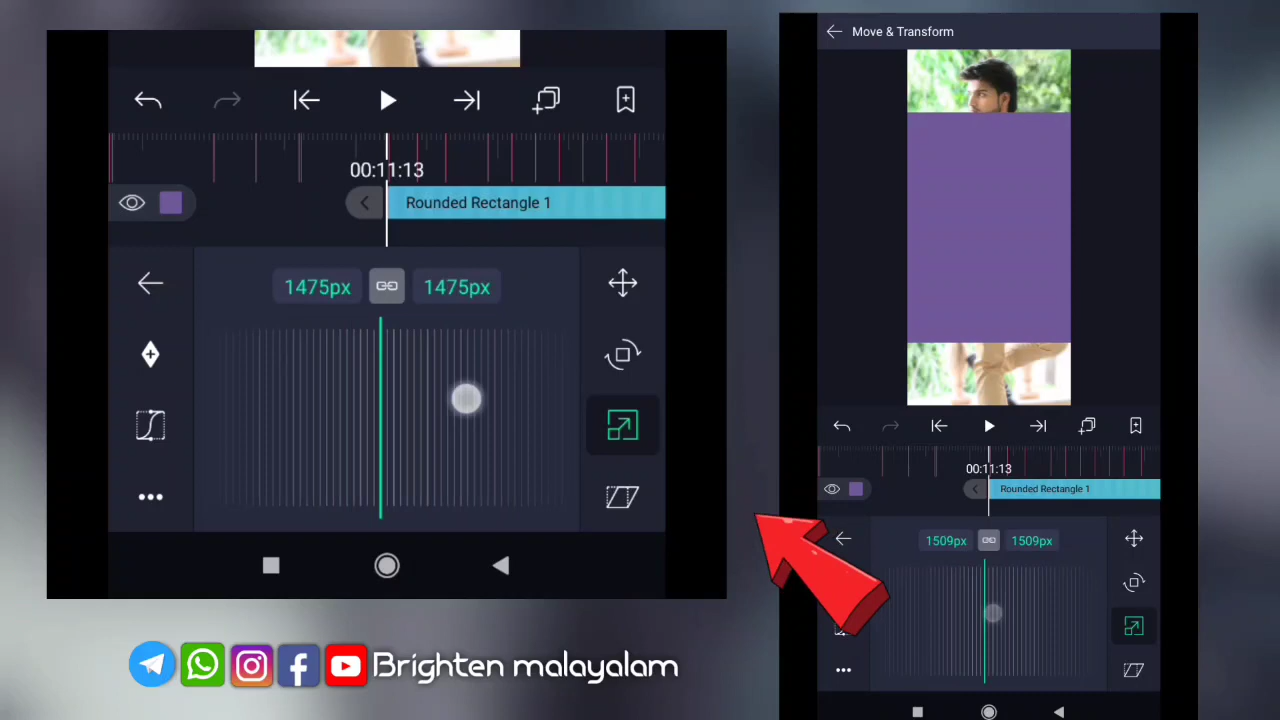 00:11:13
Rounded Rectangle 1
1475px
1475px
Brighten malayalam
Move & Transform
00:11:13
Rounded Rectangle 1
1509px
1509px